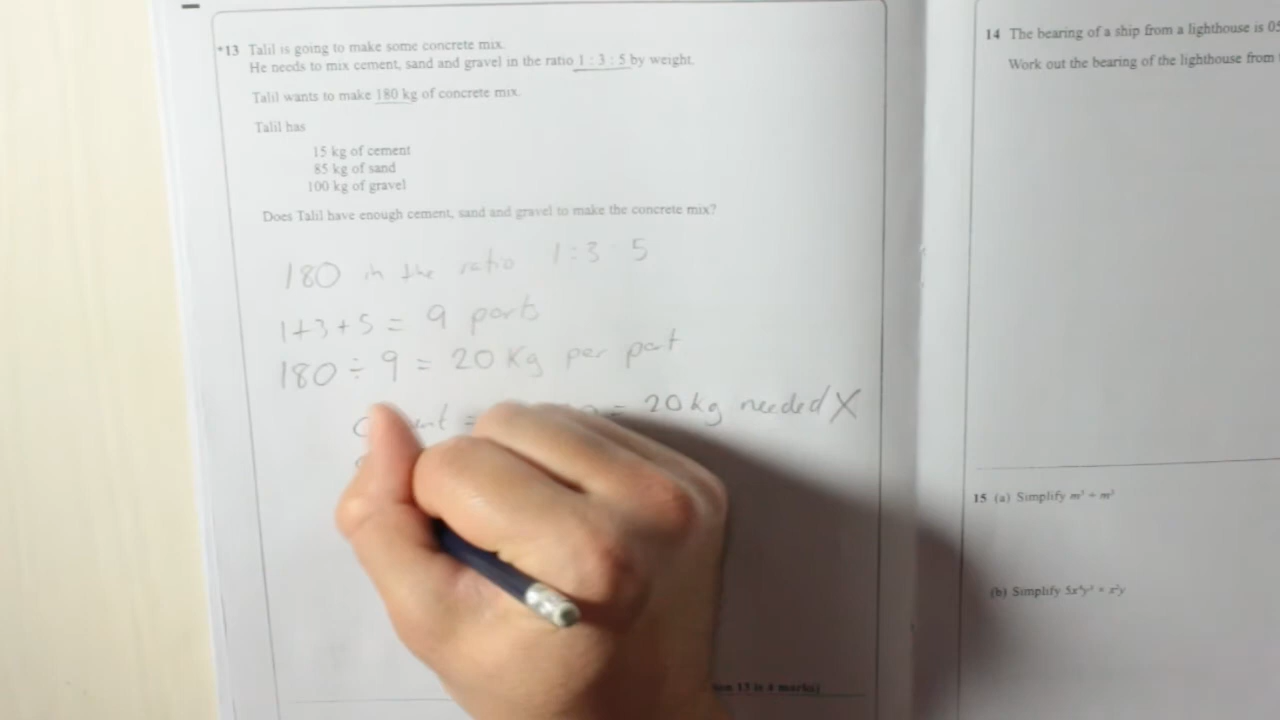 *13 Talil is going to make some concrete mix.
He needs to mix cement, sand and gravel in the ratio 1 : 3 : 5 by weight.
Talil wants to make 180 kg of concrete mix.
Talil has
15 kg of cement
85 kg of sand
100 kg of gravel
Does Talil have enough cement, sand and gravel to make the concrete mix?
180 in the ratio 1 : 3 5
1+3+5 = 9 parts
180 ÷ 9 = 20 Kg per part
= 20 kg needed X
13 is 4 marks)
14 The bearing of a ship from a lighthouse is
Work out the bearing of the lighthouse from
15 (a) Simplify
(b) Simplify